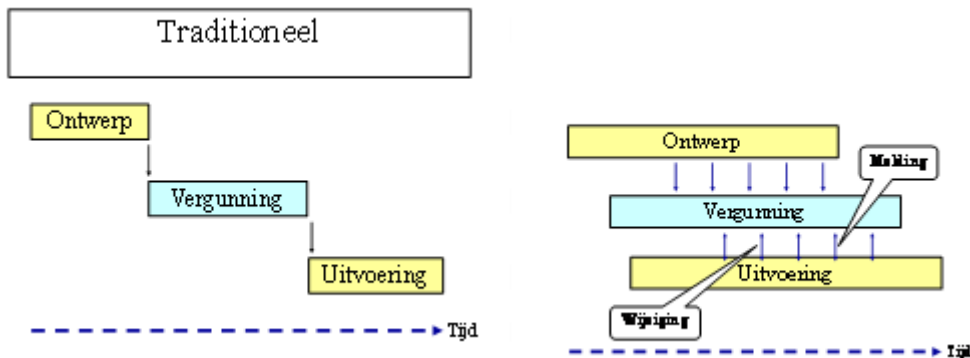 Traditioneel
Ontwerp
Vergunning
Uitvoering
Tijd
Ontwerp
Melding
Vergunning
Uitvoering
Wijziging
Tijd